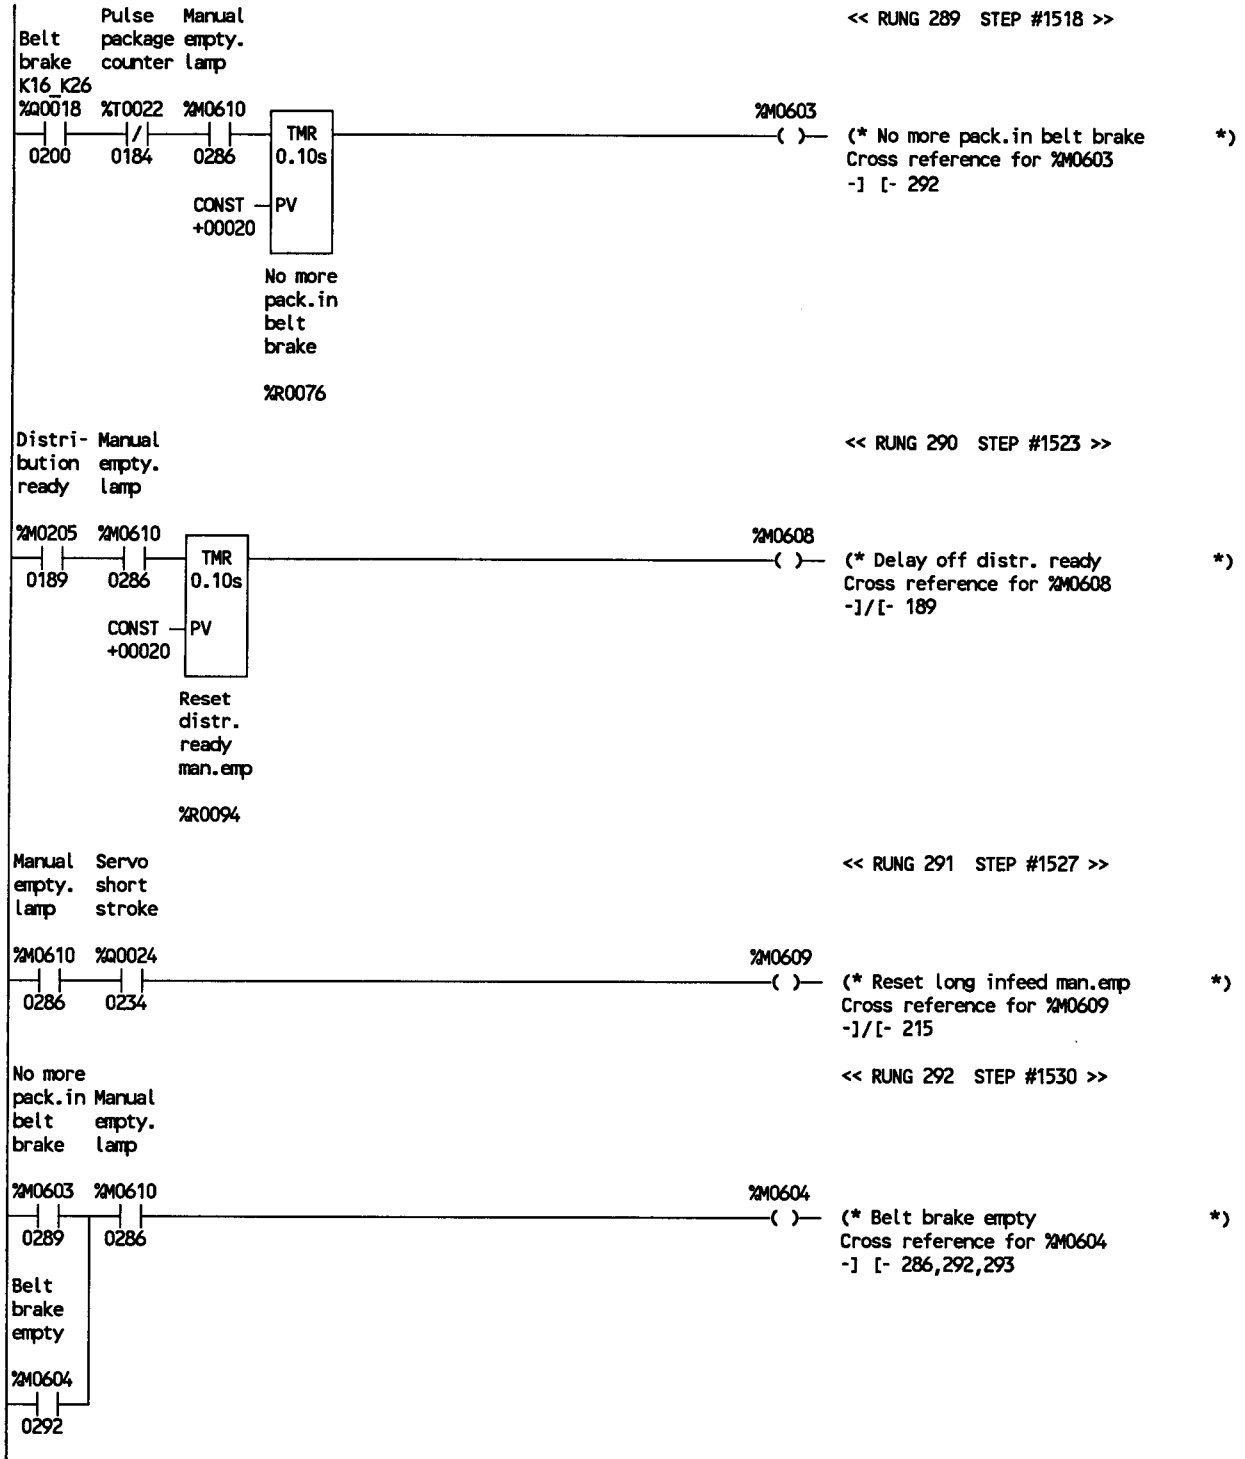 Pulse Manual << RUNG 289 STEP #1518 >>
Belt package empty.
brake counter lamp
K16_K26
%Q0018 %T0022 %M0610 %M0603
TMR ( ) (* No more pack.in belt brake *)
0200 0184 0286 0.10s Cross reference for %M0603
-] [- 292
CONST PV
+00020
No more
pack.in
belt
brake
%R0076
Distri- Manual << RUNG 290 STEP #1523 >>
bution empty.
ready lamp
%M0205 %M0610 %M0608
TMR ( ) (* Delay off distr. ready *)
0189 0286 0.10s Cross reference for %M0608
-]/[- 189
CONST PV
+00020
Reset
distr.
ready
man.emp
%R0094
Manual Servo << RUNG 291 STEP #1527 >>
empty. short
lamp stroke
%M0610 %Q0024 %M0609
( ) (* Reset long infeed man.emp *)
0286 0234 Cross reference for %M0609
-]/[- 215
No more << RUNG 292 STEP #1530 >>
pack.in Manual
belt empty.
brake lamp
%M0603 %M0610 %M0604
( ) (* Belt brake empty *)
0289 0286 Cross reference for %M0604
-] [- 286,292,293
Belt
brake
empty
%M0604
0292